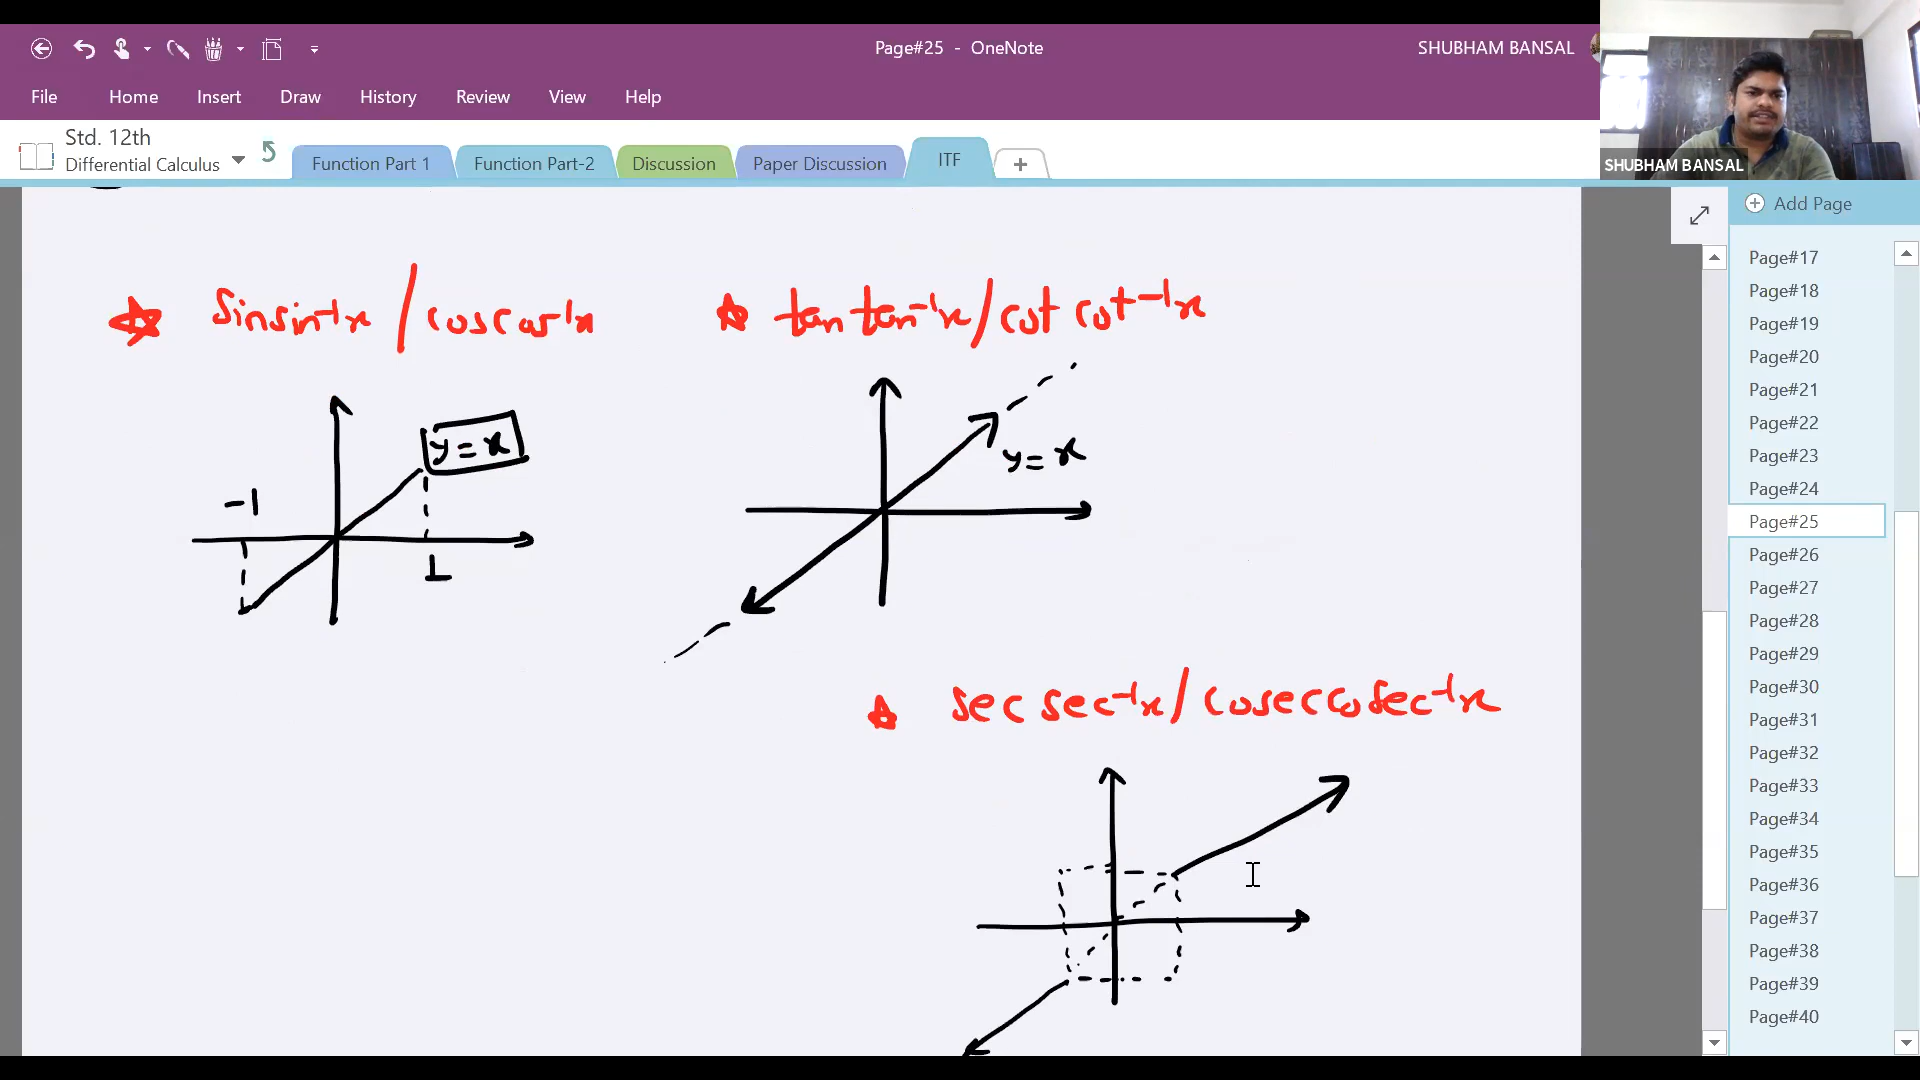 Page#25 - OneNote
SHUBHAM BANSAL
File Home Insert Draw History Review View Help
Std. 12th
Differential Calculus
Function Part 1
Function Part-2
Discussion
Paper Discussion
ITF
SHUBHAM BANSAL
Add Page
Page#17
Page#18
Page#19
Page#20
Page#21
Page#22
Page#23
Page#24
Page#25
Page#26
Page#27
Page#28
Page#29
Page#30
Page#31
Page#32
Page#33
Page#34
Page#35
Page#36
Page#37
Page#38
Page#39
Page#40
sinsin⁻¹x / coscos⁻¹x
tan tan⁻¹x / cot cot⁻¹x
y = x
-1
1
y = x
sec sec⁻¹x / cosec cosec⁻¹x